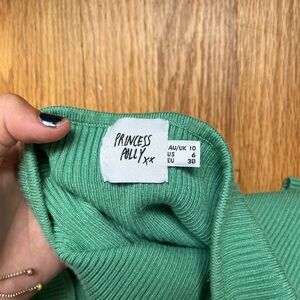 PRINCESS
POLLY xx
AU/UK 10
US 6
EU 38